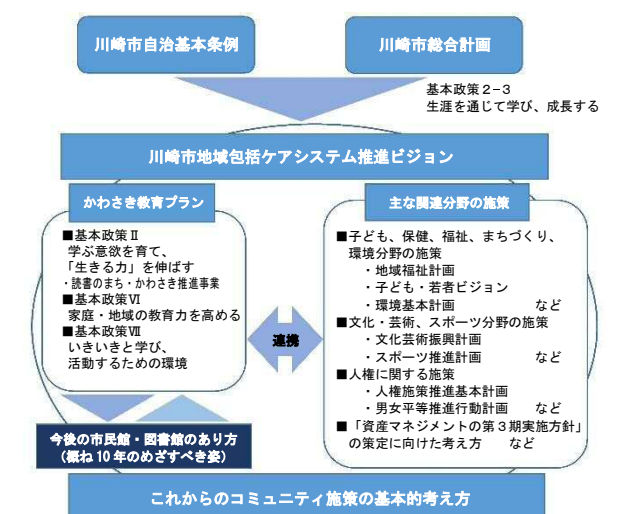 川崎市自治基本条例
川崎市総合計画
基本政策2-3
生涯を通じて学び、成長する
川崎市地域包括ケアシステム推進ビジョン
かわさき教育プラン
■基本政策Ⅱ
学ぶ意欲を育て、
「生きる力」を伸ばす
・読書のまち・かわさき推進事業
■基本政策Ⅵ
家庭・地域の教育力を高める
■基本政策Ⅶ
いきいきと学び、
活動するための環境
連携
主な関連分野の施策
■子ども、保健、福祉、まちづくり、
環境分野の施策
・地域福祉計画
・子ども・若者ビジョン
・環境基本計画 など
■文化・芸術、スポーツ分野の施策
・文化芸術振興計画
・スポーツ推進計画 など
■人権に関する施策
・人権施策推進基本計画
・男女平等推進行動計画 など
■「資産マネジメントの第3期実施方針」
の策定に向けた考え方 など
今後の市民館・図書館のあり方
(概ね10年のめざすべき姿)
これからのコミュニティ施策の基本的考え方